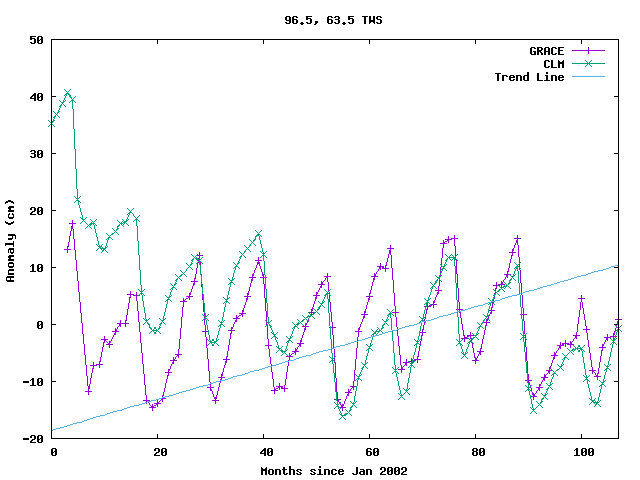 96.5, 63.5 TWS
GRACE
CLM
Trend Line
50
40
30
20
10
0
-10
-20
Anomaly (cm)
0 20 40 60 80 100
Months since Jan 2002